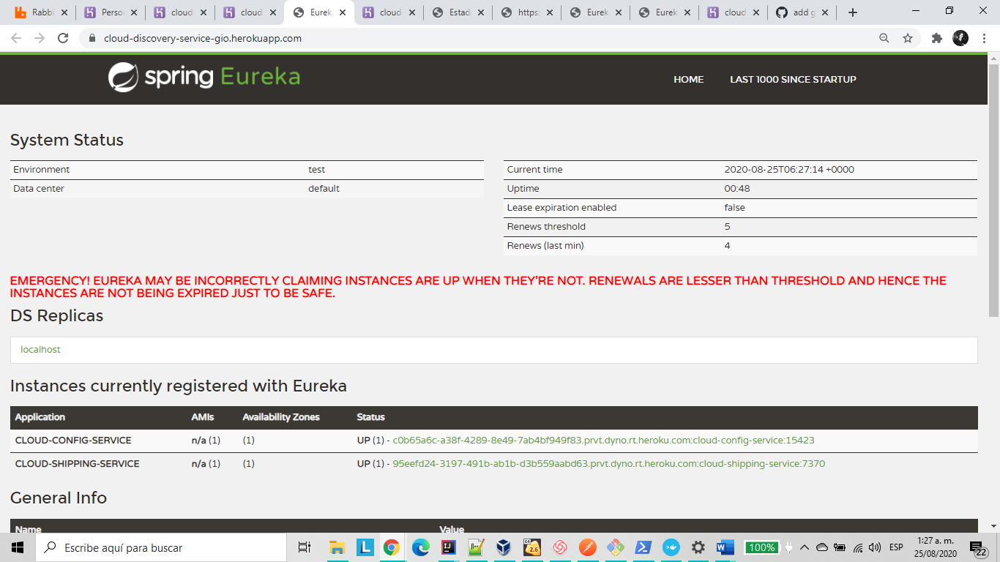 Rabbi
Perso
cloud
cloud
Eurek
cloud
Estad
https:
Eurek
Eurek
cloud
add g
cloud-discovery-service-gio.herokuapp.com
spring Eureka
HOME
LAST 1000 SINCE STARTUP
System Status
Environment test
Data center default
Current time 2020-08-25T06:27:14 +0000
Uptime 00:48
Lease expiration enabled false
Renews threshold 5
Renews (last min) 4
EMERGENCY! EUREKA MAY BE INCORRECTLY CLAIMING INSTANCES ARE UP WHEN THEY'RE NOT. RENEWALS ARE LESSER THAN THRESHOLD AND HENCE THE
INSTANCES ARE NOT BEING EXPIRED JUST TO BE SAFE.
DS Replicas
localhost
Instances currently registered with Eureka
Application AMIs Availability Zones Status
CLOUD-CONFIG-SERVICE n/a (1) (1) UP (1) - c0b65a6c-a38f-4289-8e49-7ab4bf949f83.prvt.dyno.rt.heroku.com:cloud-config-service:15423
CLOUD-SHIPPING-SERVICE n/a (1) (1) UP (1) - 95eefd24-3197-491b-ab1b-d3b559aabd63.prvt.dyno.rt.heroku.com:cloud-shipping-service:7370
General Info
Name Value
Escribe aquí para buscar
100%
ESP
1:27 a. m.
25/08/2020
22